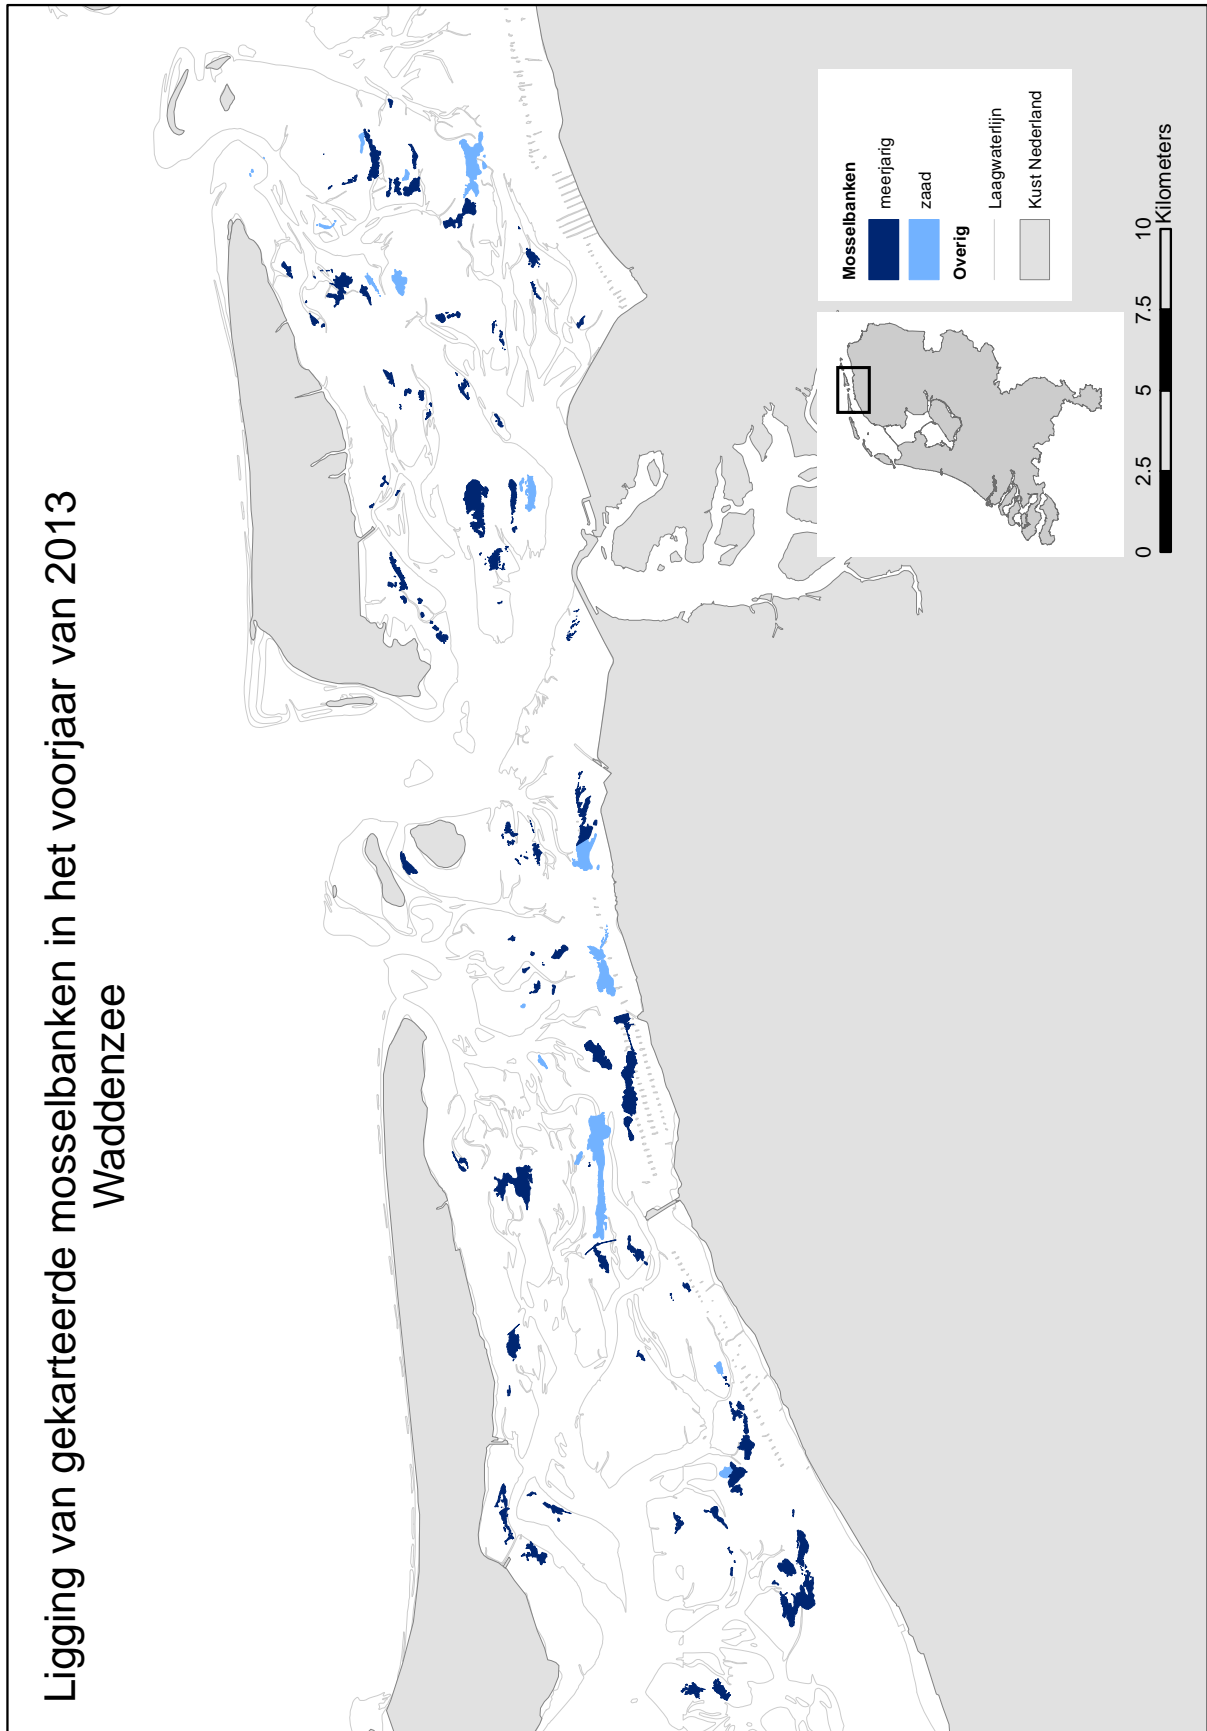 Ligging van gekarteerde mosselbanken in het voorjaar van 2013
Waddenzee
Mosselbanken
meerjarig
zaad
Overig
Laagwaterlijn
Kust Nederland
0 2.5 5 7.5 10
Kilometers